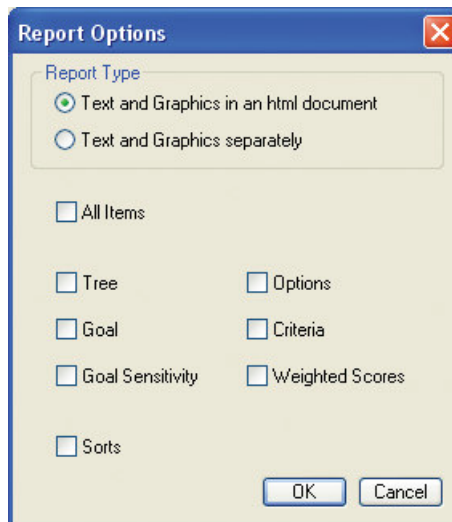 Report Options
Report Type
Text and Graphics in an html document
Text and Graphics separately
All Items
Tree Options
Goal Criteria
Goal Sensitivity Weighted Scores
Sorts
OK Cancel